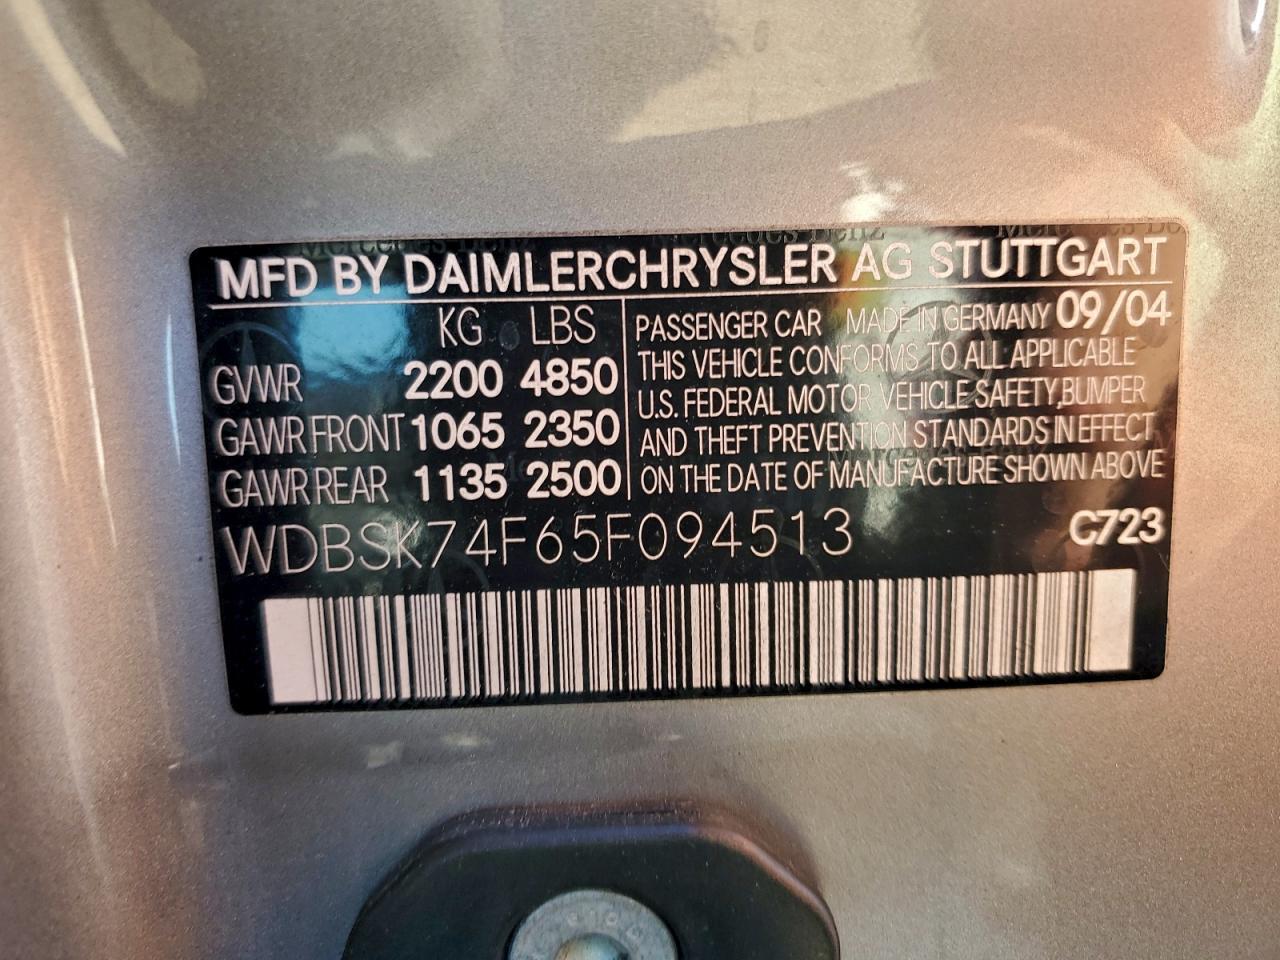 MFD BY DAIMLERCHRYSLER AG STUTTGART
KG LBS
GVWR 2200 4850
GAWR FRONT 1065 2350
GAWR REAR 1135 2500
PASSENGER CAR MADE IN GERMANY 09/04
THIS VEHICLE CONFORMS TO ALL APPLICABLE
U.S. FEDERAL MOTOR VEHICLE SAFETY, BUMPER
AND THEFT PREVENTION STANDARDS IN EFFECT
ON THE DATE OF MANUFACTURE SHOWN ABOVE
WDBSK74F65F094513 C723